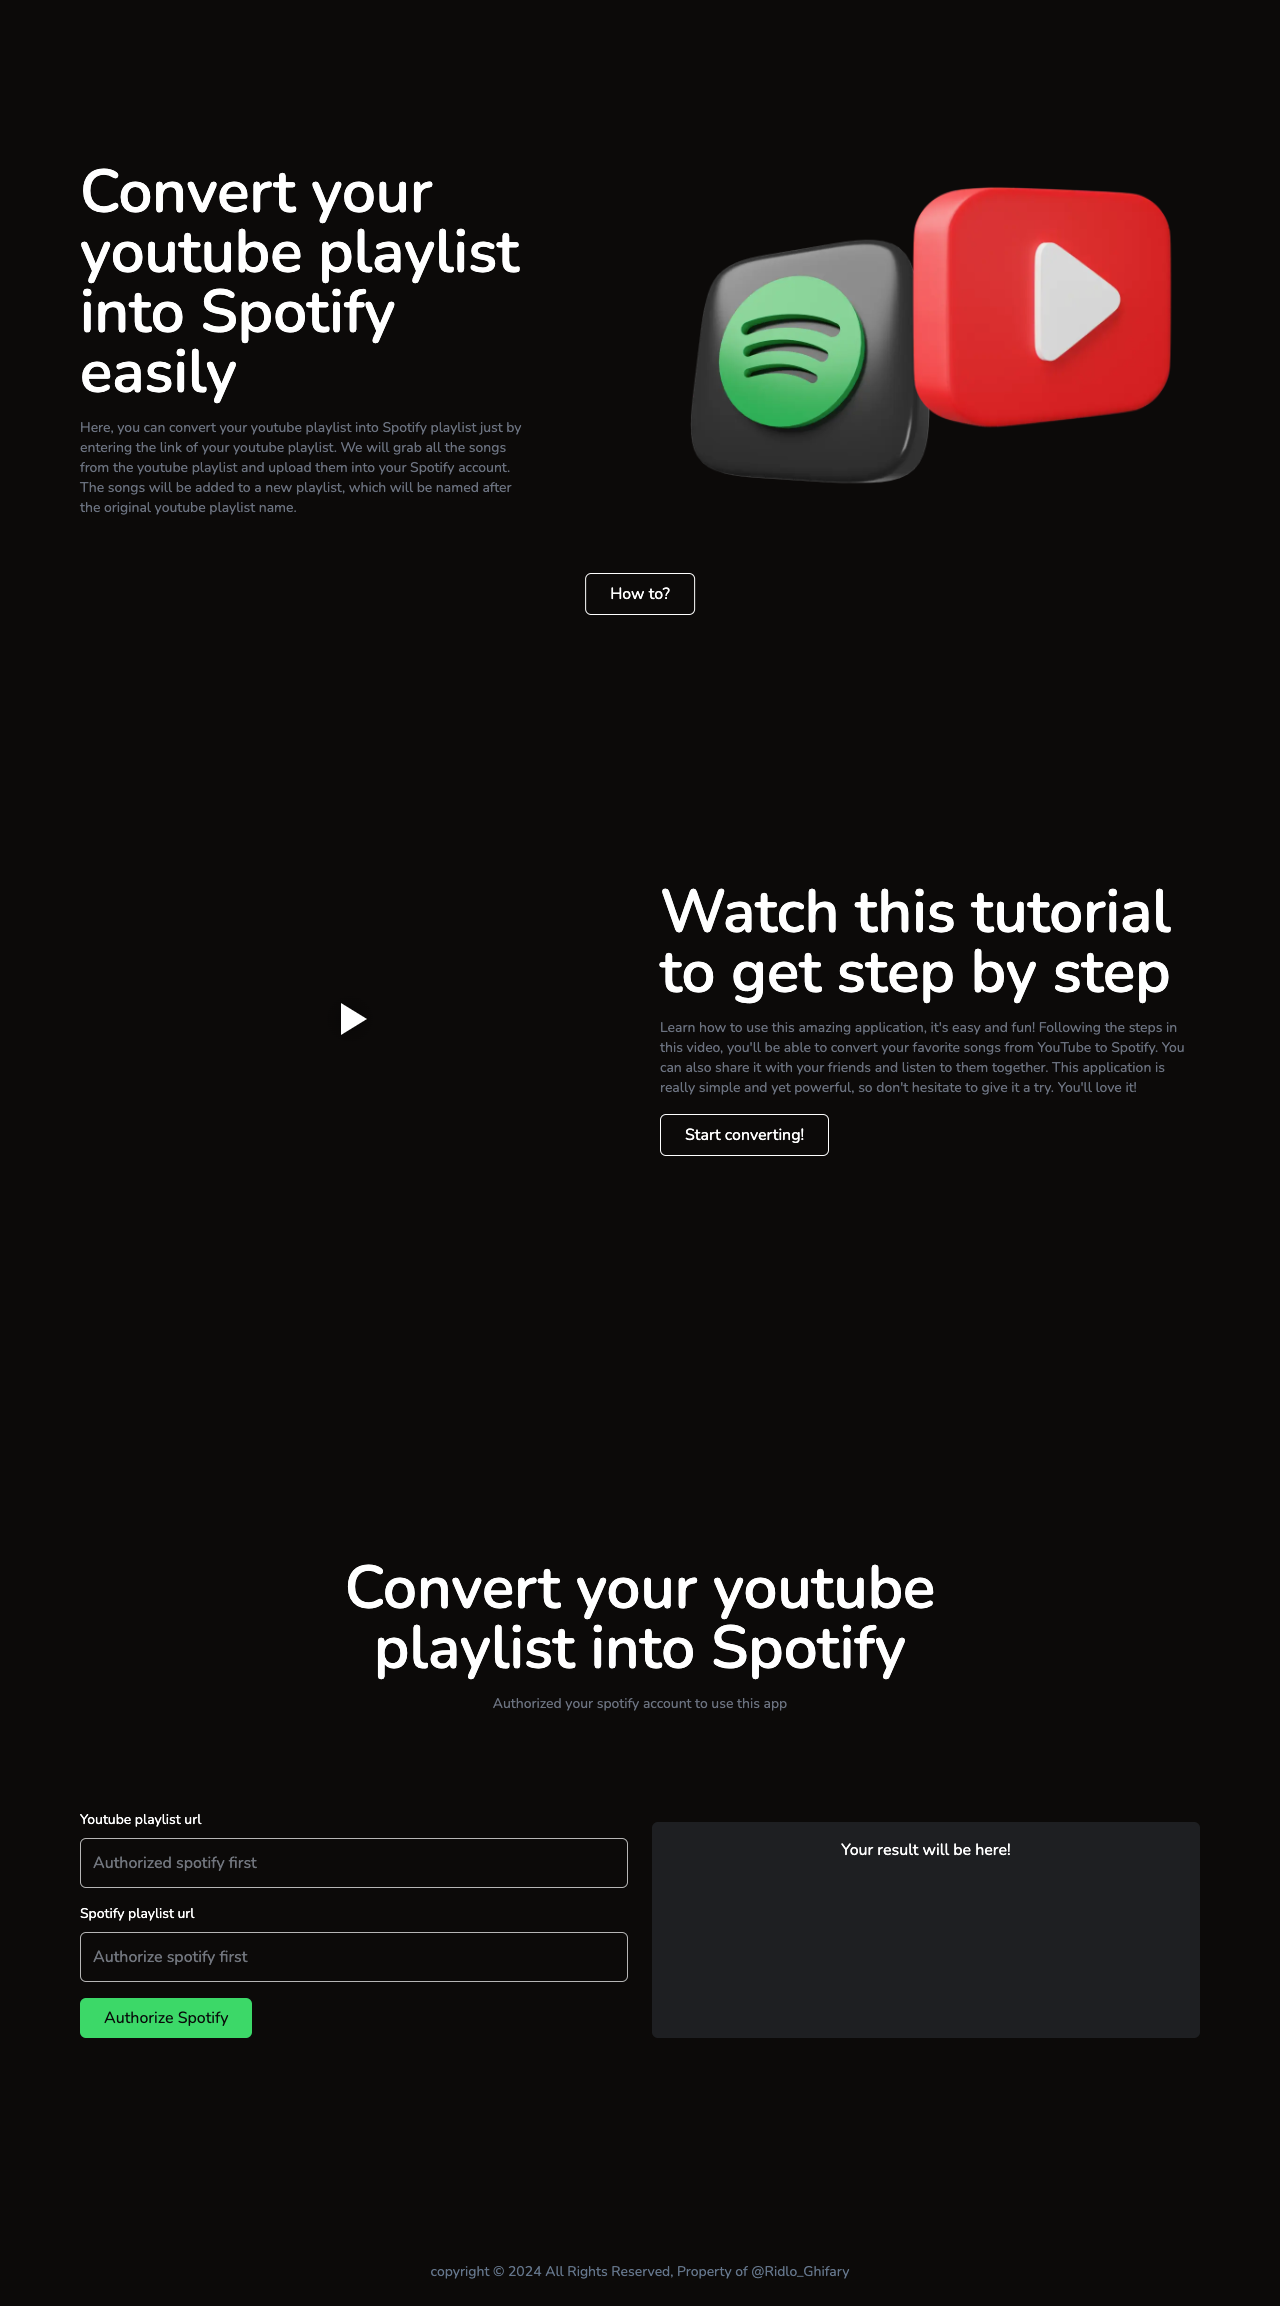 Convert your
youtube playlist
into Spotify
easily
Here, you can convert your youtube playlist into Spotify playlist just by
entering the link of your youtube playlist. We will grab all the songs
from the youtube playlist and upload them into your Spotify account.
The songs will be added to a new playlist, which will be named after
the original youtube playlist name.
How to?
Watch this tutorial
to get step by step
Learn how to use this amazing application, it's easy and fun! Following the steps in
this video, you'll be able to convert your favorite songs from YouTube to Spotify. You
can also share it with your friends and listen to them together. This application is
really simple and yet powerful, so don't hesitate to give it a try. You'll love it!
Start converting!
Convert your youtube
playlist into Spotify
Authorized your spotify account to use this app
Youtube playlist url
Authorized spotify first
Spotify playlist url
Authorize spotify first
Authorize Spotify
Your result will be here!
copyright © 2024 All Rights Reserved, Property of @Ridlo_Ghifary